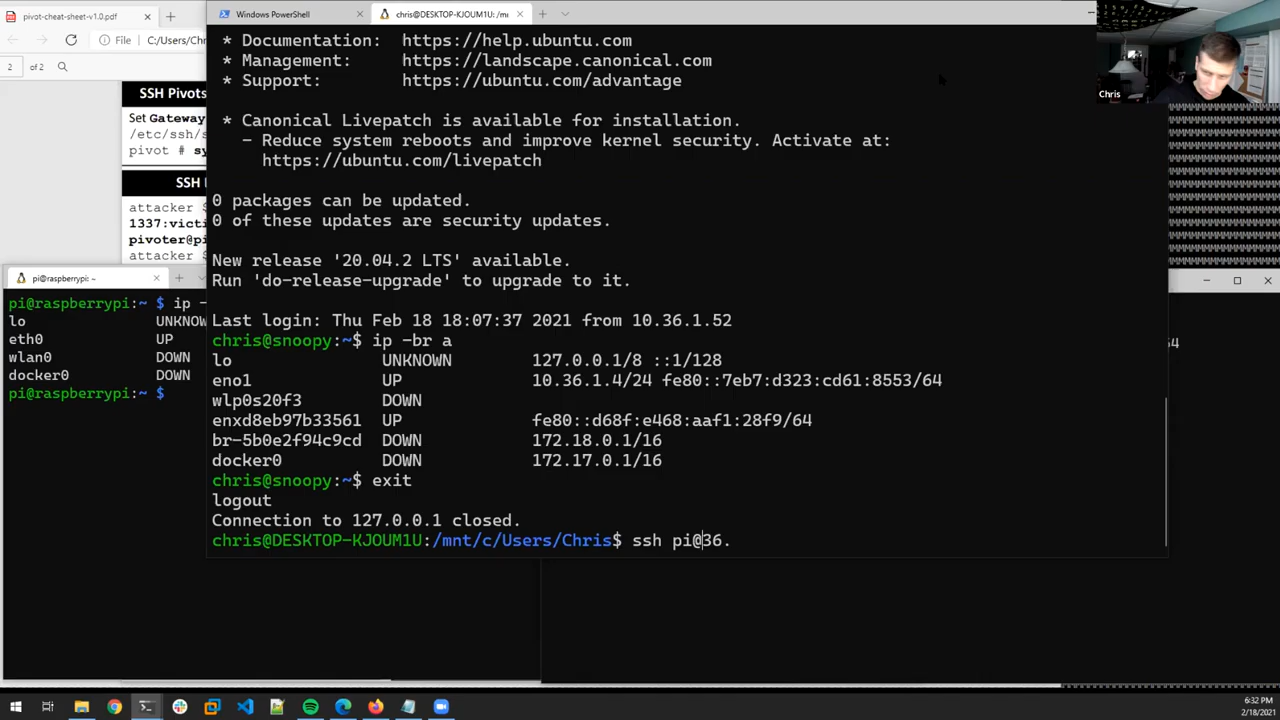 pivot-cheat-sheet-v1.0.pdf
Windows PowerShell
chris@DESKTOP-KJOUM1U: /m
File
C:/Users/Chr
2
of 2
SSH Pivots
Set Gateway
/etc/ssh/s
pivot # sy
SSH
attacker $
1337:vict
pivoter@pi
attacker $
pi@raspberrypi: ~
pi@raspberrypi:~ $ ip -
lo UNKNOW
eth0 UP
wlan0 DOWN
docker0 DOWN
pi@raspberrypi:~ $
* Documentation: https://help.ubuntu.com
* Management: https://landscape.canonical.com
* Support: https://ubuntu.com/advantage
* Canonical Livepatch is available for installation.
- Reduce system reboots and improve kernel security. Activate at:
https://ubuntu.com/livepatch
0 packages can be updated.
0 of these updates are security updates.
New release '20.04.2 LTS' available.
Run 'do-release-upgrade' to upgrade to it.
Last login: Thu Feb 18 18:07:37 2021 from 10.36.1.52
chris@snoopy:~$ ip -br a
lo UNKNOWN 127.0.0.1/8 ::1/128
eno1 UP 10.36.1.4/24 fe80::7eb7:d323:cd61:8553/64
wlp0s20f3 DOWN
enxd8eb97b33561 UP fe80::d68f:e468:aaf1:28f9/64
br-5b0e2f94c9cd DOWN 172.18.0.1/16
docker0 DOWN 172.17.0.1/16
chris@snoopy:~$ exit
logout
Connection to 127.0.0.1 closed.
chris@DESKTOP-KJOUM1U:/mnt/c/Users/Chris$ ssh pi@36.
Chris
6:32 PM
2/18/2021